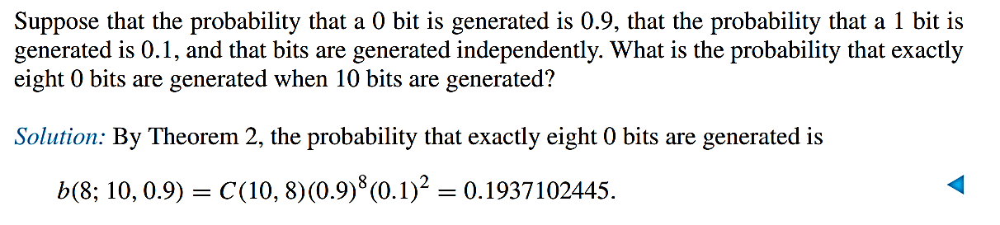 Suppose that the probability that a 0 bit is generated is 0.9, that the probability that a 1 bit is
generated is 0.1, and that bits are generated independently. What is the probability that exactly
eight 0 bits are generated when 10 bits are generated?
Solution: By Theorem 2, the probability that exactly eight 0 bits are generated is
b(8; 10, 0.9) = C(10, 8)(0.9)⁸(0.1)² = 0.1937102445.